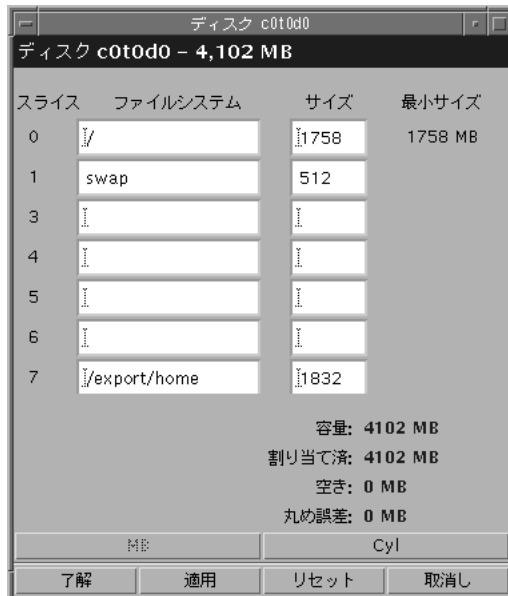 ディスク c0t0d0
ディスク c0t0d0 – 4,102 MB
スライス ファイルシステム サイズ 最小サイズ
0 / 1758 1758 MB
1 swap 512
3
4
5
6
7 /export/home 1832
容量: 4102 MB
割り当て済: 4102 MB
空き: 0 MB
丸め誤差: 0 MB
MB Cyl
了解 適用 リセット 取消し